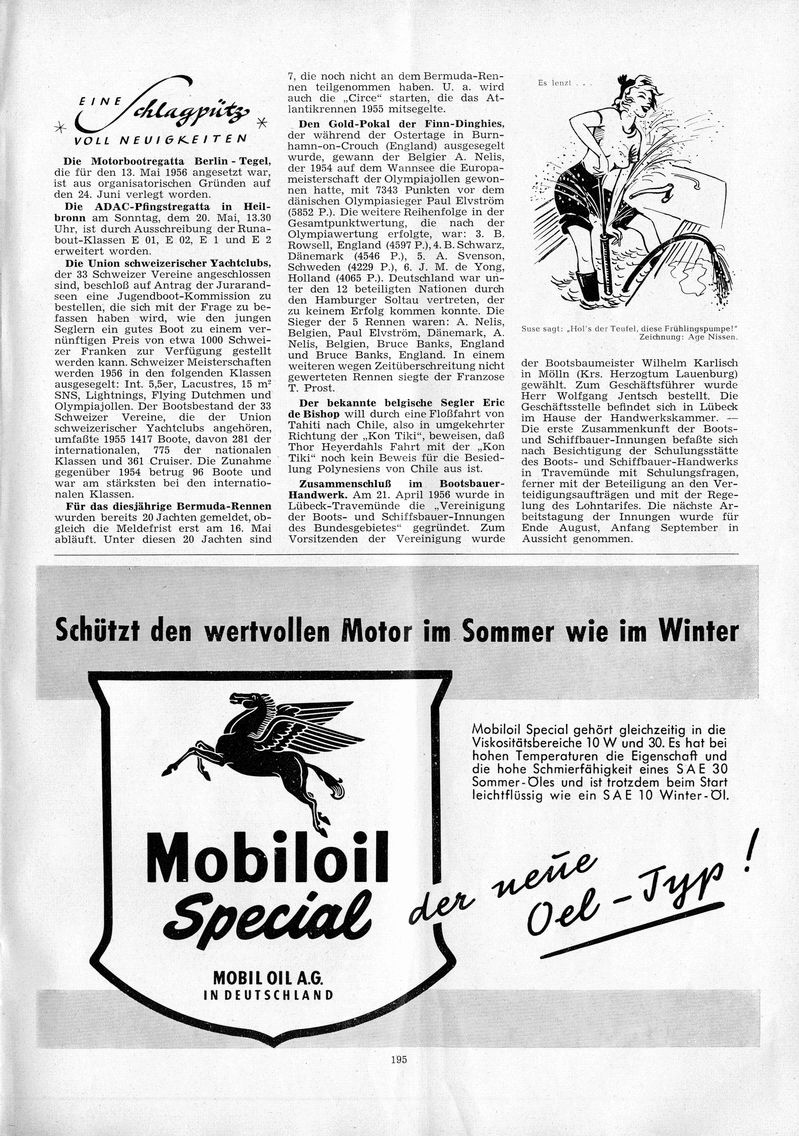 EINE
Schlagpütz
VOLL NEUIGKEITEN
Die Motorbootregatta Berlin - Tegel,
die für den 13. Mai 1956 angesetzt war,
ist aus organisatorischen Gründen auf
den 24. Juni verlegt worden.
Die ADAC-Pfingstregatta in Heil-
bronn am Sonntag, dem 20. Mai, 13.30
Uhr, ist durch Ausschreibung der Runa-
bout-Klassen E 01, E 02, E 1 und E 2
erweitert worden.
Die Union schweizerischer Yachtclubs,
der 33 Schweizer Vereine angeschlossen
sind, beschloß auf Antrag der Jurarand-
seen eine Jugendboot-Kommission zu
bestellen, die sich mit der Frage zu be-
fassen haben wird, wie den jungen
Seglern ein gutes Boot zu einem ver-
nünftigen Preis von etwa 1000 Schwei-
zer Franken zur Verfügung gestellt
werden kann. Schweizer Meisterschaften
werden 1956 in den folgenden Klassen
ausgesegelt: Int. 5,5er, Lacustres, 15 m²
SNS, Lightnings, Flying Dutchmen und
Olympiajollen. Der Bootsbestand der 33
Schweizer Vereine, die der Union
schweizerischer Yachtclubs angehören,
umfaßte 1955 1417 Boote, davon 281 der
internationalen, 775 der nationalen
Klassen und 361 Cruiser. Die Zunahme
gegenüber 1954 betrug 96 Boote und
war am stärksten bei den internatio-
nalen Klassen.
Für das diesjährige Bermuda-Rennen
wurden bereits 20 Jachten gemeldet, ob-
gleich die Meldefrist erst am 16. Mai
abläuft. Unter diesen 20 Jachten sind
7, die noch nicht an dem Bermuda-Ren-
nen teilgenommen haben. U. a. wird
auch die „Circe“ starten, die das At-
lantikrennen 1955 mitsegelte.
Den Gold-Pokal der Finn-Dinghies,
der während der Ostertage in Burn-
hamn-on-Crouch (England) ausgesegelt
wurde, gewann der Belgier A. Nelis,
der 1954 auf dem Wannsee die Europa-
meisterschaft der Olympiajollen gewon-
nen hatte, mit 7343 Punkten vor dem
dänischen Olympiasieger Paul Elvström
(5852 P.). Die weitere Reihenfolge in der
Gesamtpunktwertung, die nach der
Olympiawertung erfolgte, war: 3. B.
Rowsell, England (4597 P.), 4. B. Schwarz,
Dänemark (4546 P.), 5. A. Svenson,
Schweden (4229 P.), 6. J. M. de Yong,
Holland (4065 P.). Deutschland war un-
ter den 12 beteiligten Nationen durch
den Hamburger Soltau vertreten, der
zu keinem Erfolg kommen konnte. Die
Sieger der 5 Rennen waren: A. Nelis,
Belgien, Paul Elvström, Dänemark, A.
Nelis, Belgien, Bruce Banks, England
und Bruce Banks, England. In einem
weiteren wegen Zeitüberschreitung nicht
gewerteten Rennen siegte der Franzose
T. Prost.
Der bekannte belgische Segler Eric
de Bishop will durch eine Floßfahrt von
Tahiti nach Chile, also in umgekehrter
Richtung der „Kon Tiki“, beweisen, daß
Thor Heyerdahls Fahrt mit der „Kon
Tiki“ noch kein Beweis für die Besied-
lung Polynesiens von Chile aus ist.
Zusammenschluß im Bootsbauer-
Handwerk. Am 21. April 1956 wurde in
Lübeck-Travemünde die „Vereinigung
der Boots- und Schiffsbauer-Innungen
des Bundesgebietes“ gegründet. Zum
Vorsitzenden der Vereinigung wurde
Es lenzt . . .
Suse sagt: „Hol's der Teufel, diese Frühlingspumpe!“
Zeichnung: Age Nissen.
der Bootsbaumeister Wilhelm Karlisch
in Mölln (Krs. Herzogtum Lauenburg)
gewählt. Zum Geschäftsführer wurde
Herr Wolfgang Jentsch bestellt. Die
Geschäftsstelle befindet sich in Lübeck
im Hause der Handwerkskammer. —
Die erste Zusammenkunft der Boots-
und Schiffbauer-Innungen befaßte sich
nach Besichtigung der Schulungsstätte
des Boots- und Schiffbauer-Handwerks
in Travemünde mit Schulungsfragen,
ferner mit der Beteiligung an den Ver-
teidigungsaufträgen und mit der Rege-
lung des Lohntarifes. Die nächste Ar-
beitstagung der Innungen wurde für
Ende August, Anfang September in
Aussicht genommen.
Schützt den wertvollen Motor im Sommer wie im Winter
Mobiloil Special gehört gleichzeitig in die
Viskositätsbereiche 10 W und 30. Es hat bei
hohen Temperaturen die Eigenschaft und
die hohe Schmierfähigkeit eines SAE 30
Sommer-Öles und ist trotzdem beim Start
leichtflüssig wie ein SAE 10 Winter-Öl.
Mobiloil
Special
der neue
Oel-Typ!
MOBIL OIL A.G.
IN DEUTSCHLAND
195